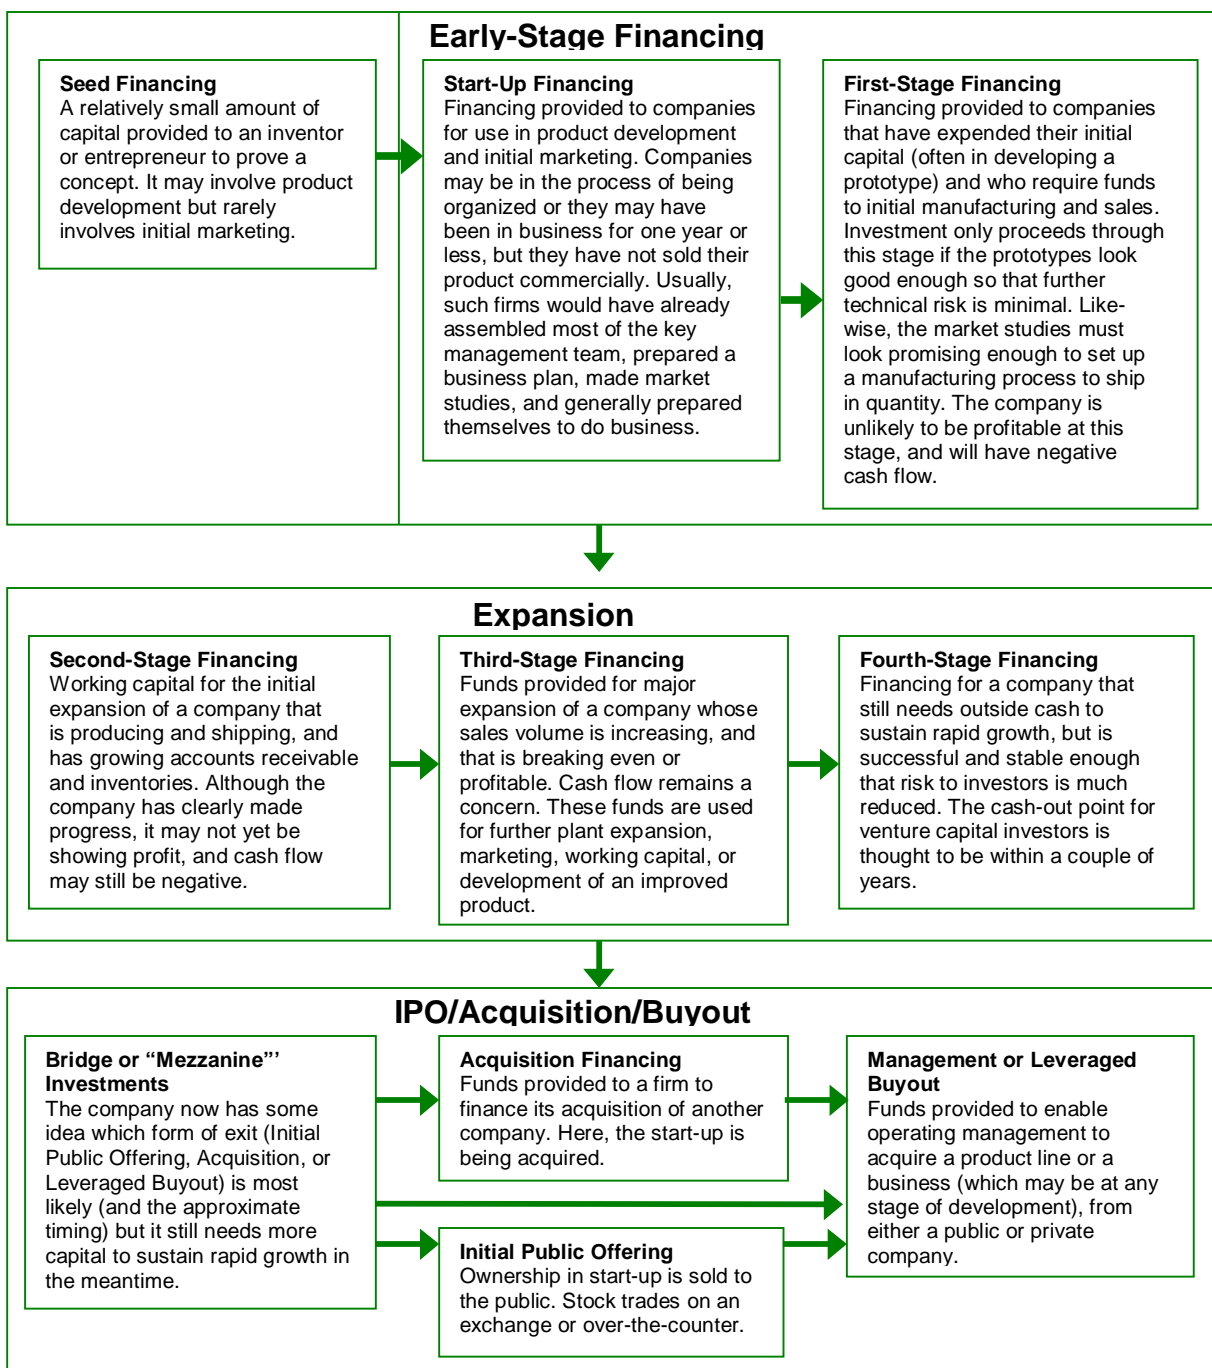 Early-Stage Financing
Seed Financing
A relatively small amount of
capital provided to an inventor
or entrepreneur to prove a
concept. It may involve product
development but rarely
involves initial marketing.
Start-Up Financing
Financing provided to companies
for use in product development
and initial marketing. Companies
may be in the process of being
organized or they may have
been in business for one year or
less, but they have not sold their
product commercially. Usually,
such firms would have already
assembled most of the key
management team, prepared a
business plan, made market
studies, and generally prepared
themselves to do business.
First-Stage Financing
Financing provided to companies
that have expended their initial
capital (often in developing a
prototype) and who require funds
to initial manufacturing and sales.
Investment only proceeds through
this stage if the prototypes look
good enough so that further
technical risk is minimal. Like-
wise, the market studies must
look promising enough to set up
a manufacturing process to ship
in quantity. The company is
unlikely to be profitable at this
stage, and will have negative
cash flow.
Expansion
Second-Stage Financing
Working capital for the initial
expansion of a company that
is producing and shipping, and
has growing accounts receivable
and inventories. Although the
company has clearly made
progress, it may not yet be
showing profit, and cash flow
may still be negative.
Third-Stage Financing
Funds provided for major
expansion of a company whose
sales volume is increasing, and
that is breaking even or
profitable. Cash flow remains a
concern. These funds are used
for further plant expansion,
marketing, working capital, or
development of an improved
product.
Fourth-Stage Financing
Financing for a company that
still needs outside cash to
sustain rapid growth, but is
successful and stable enough
that risk to investors is much
reduced. The cash-out point for
venture capital investors is
thought to be within a couple of
years.
IPO/Acquisition/Buyout
Bridge or “Mezzanine”’
Investments
The company now has some
idea which form of exit (Initial
Public Offering, Acquisition, or
Leveraged Buyout) is most
likely (and the approximate
timing) but it still needs more
capital to sustain rapid growth in
the meantime.
Acquisition Financing
Funds provided to a firm to
finance its acquisition of another
company. Here, the start-up is
being acquired.
Initial Public Offering
Ownership in start-up is sold to
the public. Stock trades on an
exchange or over-the-counter.
Management or Leveraged
Buyout
Funds provided to enable
operating management to
acquire a product line or a
business (which may be at any
stage of development), from
either a public or private
company.